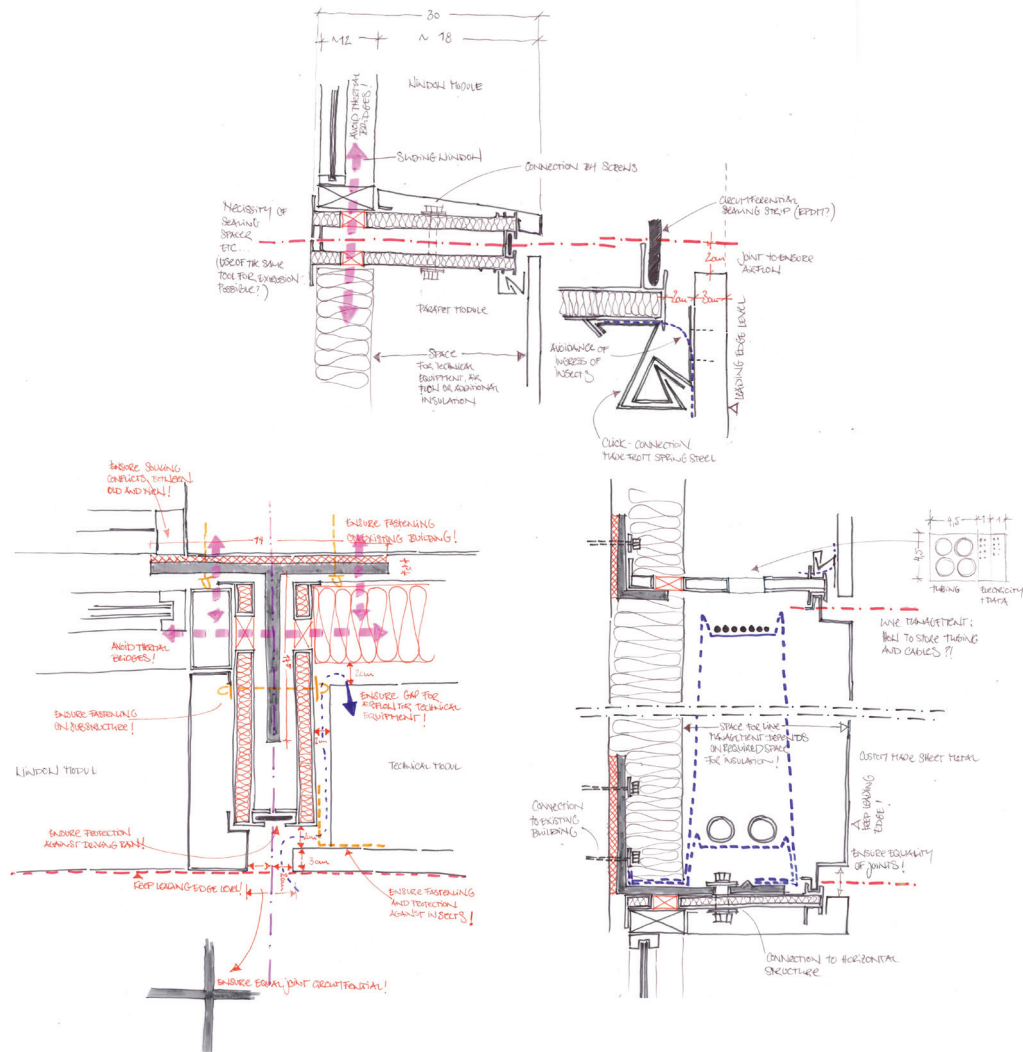 30
~12
~ 18
WINDOW MODULE
AVOID THERMAL
BRIDGES!
SLIDING WINDOW
CONNECTION BY SCREWS
NECISSITY OF
SEALING
SPACER
ETC...
(USE OF THE SAME
TOOL FOR EXTRUSION
POSSIBLE?)
CIRCUMFERENTIAL
SEALING STRIP (EPDM?)
2cm
JOINT TO ENSURE
AIRFLOW
PARAPET MODULE
2cm
3cm
SPACE
FOR TECHNICAL
EQUIPMENT, AIR
FLOW OR ADDITIONAL
INSULATION
AVOIDANCE OF
INGRESS OF
INSECTS
LEADING EDGE LEVEL
CLICK-CONNECTION
MADE FROM SPRING STEEL
ENSURE SOLVING
CONFLICTS BETWEEN
OLD AND NEW!
ENSURE FASTENING
ON EXISTING BUILDING!
14
AVOID THERMAL
BRIDGES!
2cm
ENSURE GAP FOR
AIRFLOW FOR TECHNICAL
EQUIPMENT!
ENSURE FASTENING
ON SUBSTRUCTURE!
WINDOW MODUL
TECHNICAL MODUL
ENSURE PROTECTION
AGAINST DRIVING RAIN!
3cm
KEEP LEADING EDGE LEVEL!
ENSURE FASTENING
AND PROTECTION
AGAINST INSECTS!
ENSURE EQUAL JOINT CIRCUMFERENTIAL!
4,5
1
1
4,5
TUBING
ELECTRICITY
+ DATA
LINE MANAGEMENT:
HOW TO STORE TUBING
AND CABLES?!
SPACE FOR LINE
MANAGEMENT DEPENDS
ON REQUIRED SPACE
FOR INSULATION!
CUSTOM MADE SHEET METAL
KEEP LEADING
EDGE!
CONNECTION
TO EXISTING
BUILDING
ENSURE EQUALITY
OF JOINTS!
CONNECTION TO HORIZONTAL
STRUCTURE